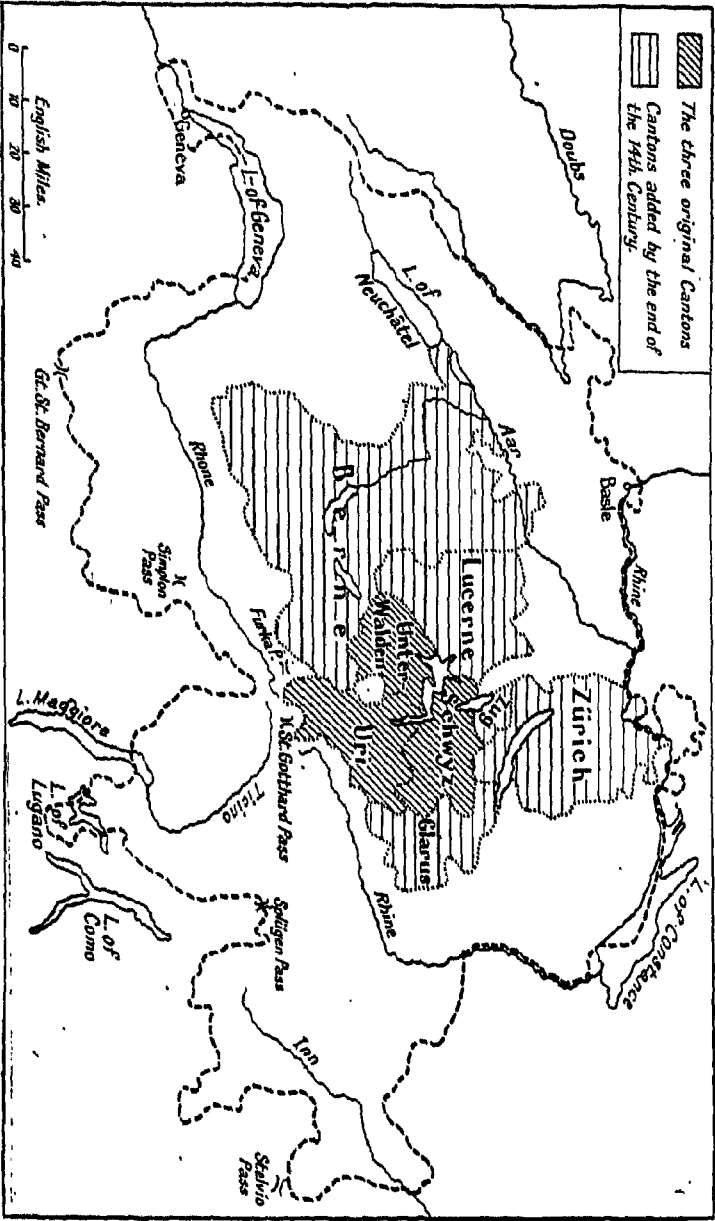 The three original Cantons
Cantons added by the end of
the 14th. Century.
Doubs
Basle
Rhine
L. of Constance
Zürich
Aar
L. of
Neuchâtel
Lucerne
Zug
Schwyz
Unter-
Walden
Berne
Uri
Glarus
Rhine
Geneva
L. of Geneva
Rhone
Furka P.
St. Gotthard Pass
Gt. St. Bernard Pass
Simplon
Pass
L. Maggiora
Ticino
L. of
Lugano
L. of
Como
Splügen Pass
Inn
Stelvio
Pass
0 10 20 30 40
English Miles.